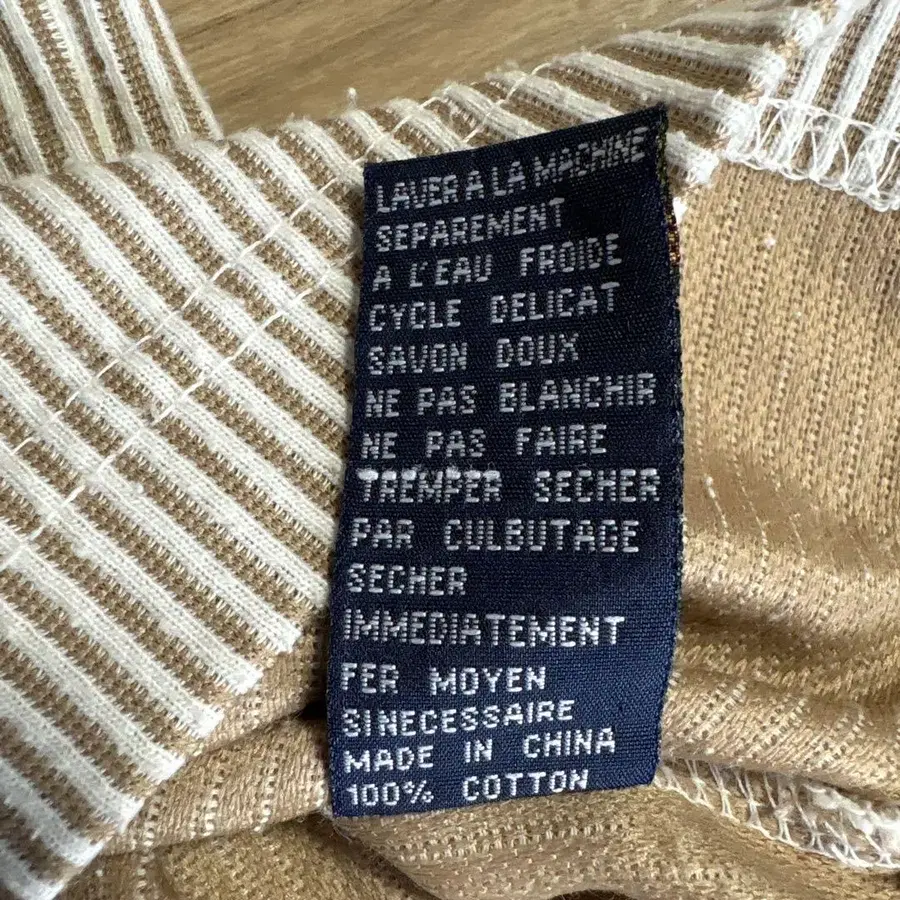 LAVER A LA MACHINE
SEPAREMENT
A L'EAU FROIDE
CYCLE DELICAT
SAVON DOUX
NE PAS BLANCHIR
NE PAS FAIRE
TREMPER SECHER
PAR CULBUTAGE
SECHER
IMMEDIATEMENT
FER MOYEN
SINECESSAIRE
MADE IN CHINA
100% COTTON